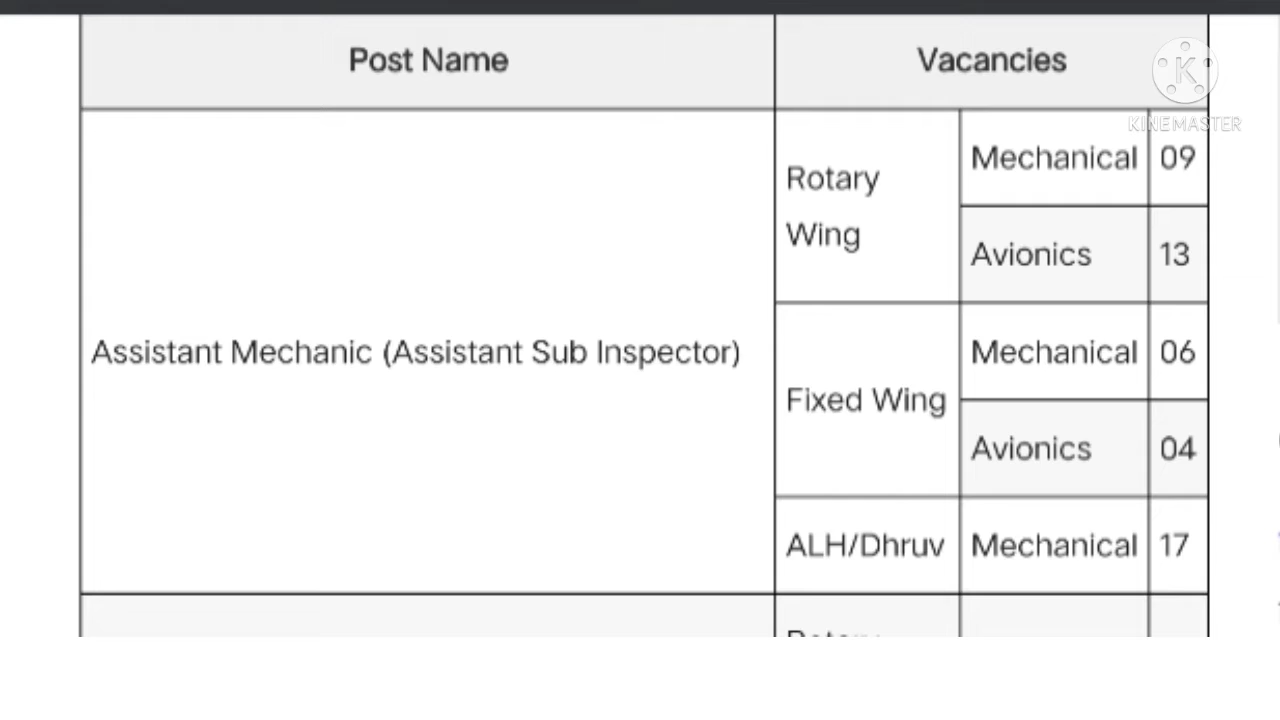 Post Name
Vacancies
KINEMASTER
Rotary
Wing
Mechanical
09
Avionics
13
Assistant Mechanic (Assistant Sub Inspector)
Fixed Wing
Mechanical
06
Avionics
04
ALH/Dhruv
Mechanical
17